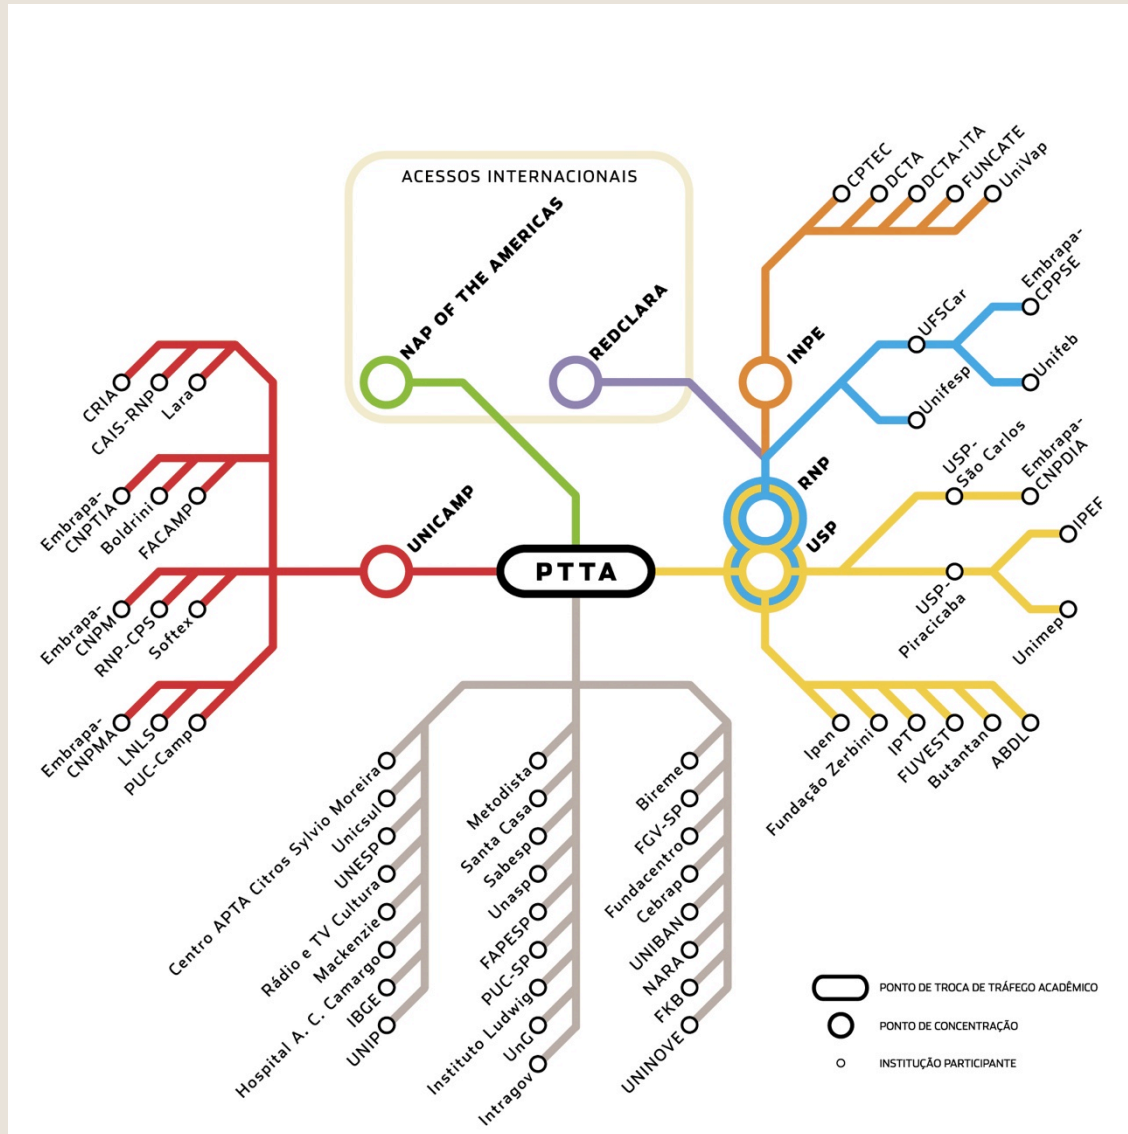 ACESSOS INTERNACIONAIS
NAP OF THE AMERICAS
REDCLARA
CPTEC
DCTA
DCTA-ITA
FUNCATE
UniVap
INPE
UFSCar
Unifesp
Embrapa-
CPPSE
Unifeb
RNP
USP
USP-
São Carlos
Embrapa-
CNPDIA
USP-
Piracicaba
IPEF
Unimep
Ipen
Fundação Zerbini
IPT
FUVEST
Butantan
ABDL
PTTA
UNICAMP
CRIA
CAIS-RNP
Lara
Embrapa-
CNPTIA
Boldrini
FACAMP
Embrapa-
CNPM
RNP-CPS
Softex
Embrapa-
CNPMA
LNLS
PUC-Camp
Centro APTA Citros Sylvio Moreira
Unicsul
UNESP
Rádio e TV Cultura
Mackenzie
Hospital A. C. Camargo
IBGE
UNIP
Metodista
Santa Casa
Sabesp
Unasp
FAPESP
PUC-SP
Instituto Ludwig
UnG
Intragov
Bireme
FGV-SP
Fundacentro
Cebrap
UNIBAN
NARA
FKB
UNINOVE
PONTO DE TROCA DE TRÁFEGO ACADÊMICO
PONTO DE CONCENTRAÇÃO
INSTITUÇÃO PARTICIPANTE